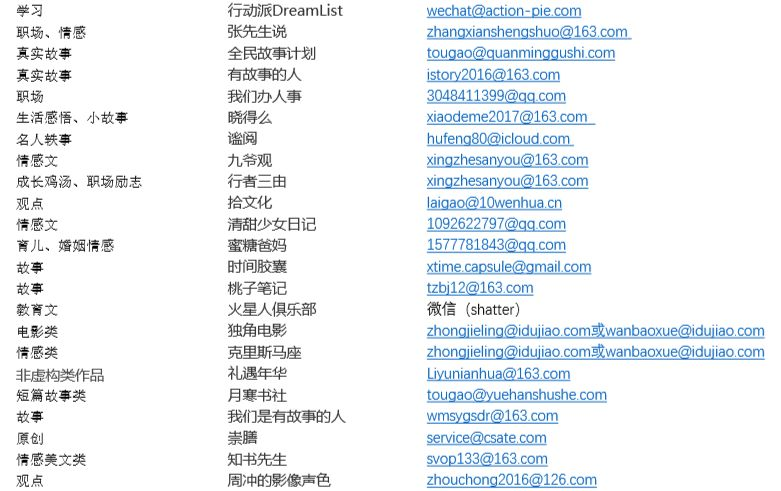 学习 行动派DreamList wechat@action-pie.com
职场、情感 张先生说 zhangxianshengshuo@163.com
真实故事 全民故事计划 tougao@quanminggushi.com
真实故事 有故事的人 istory2016@163.com
职场 我们办人事 3048411399@qq.com
生活感悟、小故事 晓得么 xiaodeme2017@163.com
名人轶事 谧阅 hufeng80@icloud.com
情感文 九爷观 xingzhesanyou@163.com
成长鸡汤、职场励志 行者三由 xingzhesanyou@163.com
观点 拾文化 laigao@10wenhua.cn
情感文 清甜少女日记 1092622797@qq.com
育儿、婚姻情感 蜜糖爸妈 1577781843@qq.com
故事 时间胶囊 xtime.capsule@gmail.com
故事 桃子笔记 tzbj12@163.com
教育文 火星人俱乐部 微信（shatter）
电影类 独角电影 zhongjieling@idujiao.com或wanbaoxue@idujiao.com
情感类 克里斯马座 zhongjieling@idujiao.com或wanbaoxue@idujiao.com
非虚构类作品 礼遇年华 Liyunianhua@163.com
短篇故事类 月寒书社 tougao@yuehanshushe.com
故事 我们是有故事的人 wmsygsdr@163.com
原创 崇膳 service@csate.com
情感美文类 知书先生 svop133@163.com
观点 周冲的影像声色 zhouchong2016@126.com